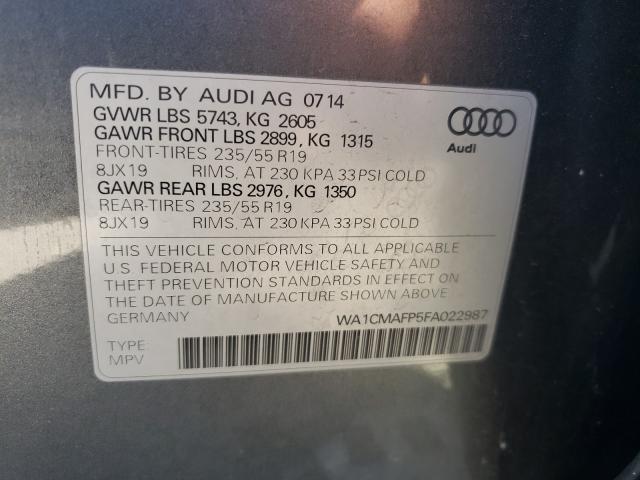 MFD. BY AUDI AG 07 14
GVWR LBS 5743, KG 2605
GAWR FRONT LBS 2899, KG 1315
FRONT-TIRES 235/55 R19
8JX19 RIMS, AT 230 KPA 33 PSI COLD
GAWR REAR LBS 2976, KG 1350
REAR-TIRES 235/55 R19
8JX19 RIMS, AT 230 KPA 33 PSI COLD
Audi
THIS VEHICLE CONFORMS TO ALL APPLICABLE
U.S. FEDERAL MOTOR VEHICLE SAFETY AND
THEFT PREVENTION STANDARDS IN EFFECT ON
THE DATE OF MANUFACTURE SHOWN ABOVE
GERMANY
WA1CMAFP5FA022987
TYPE:
MPV